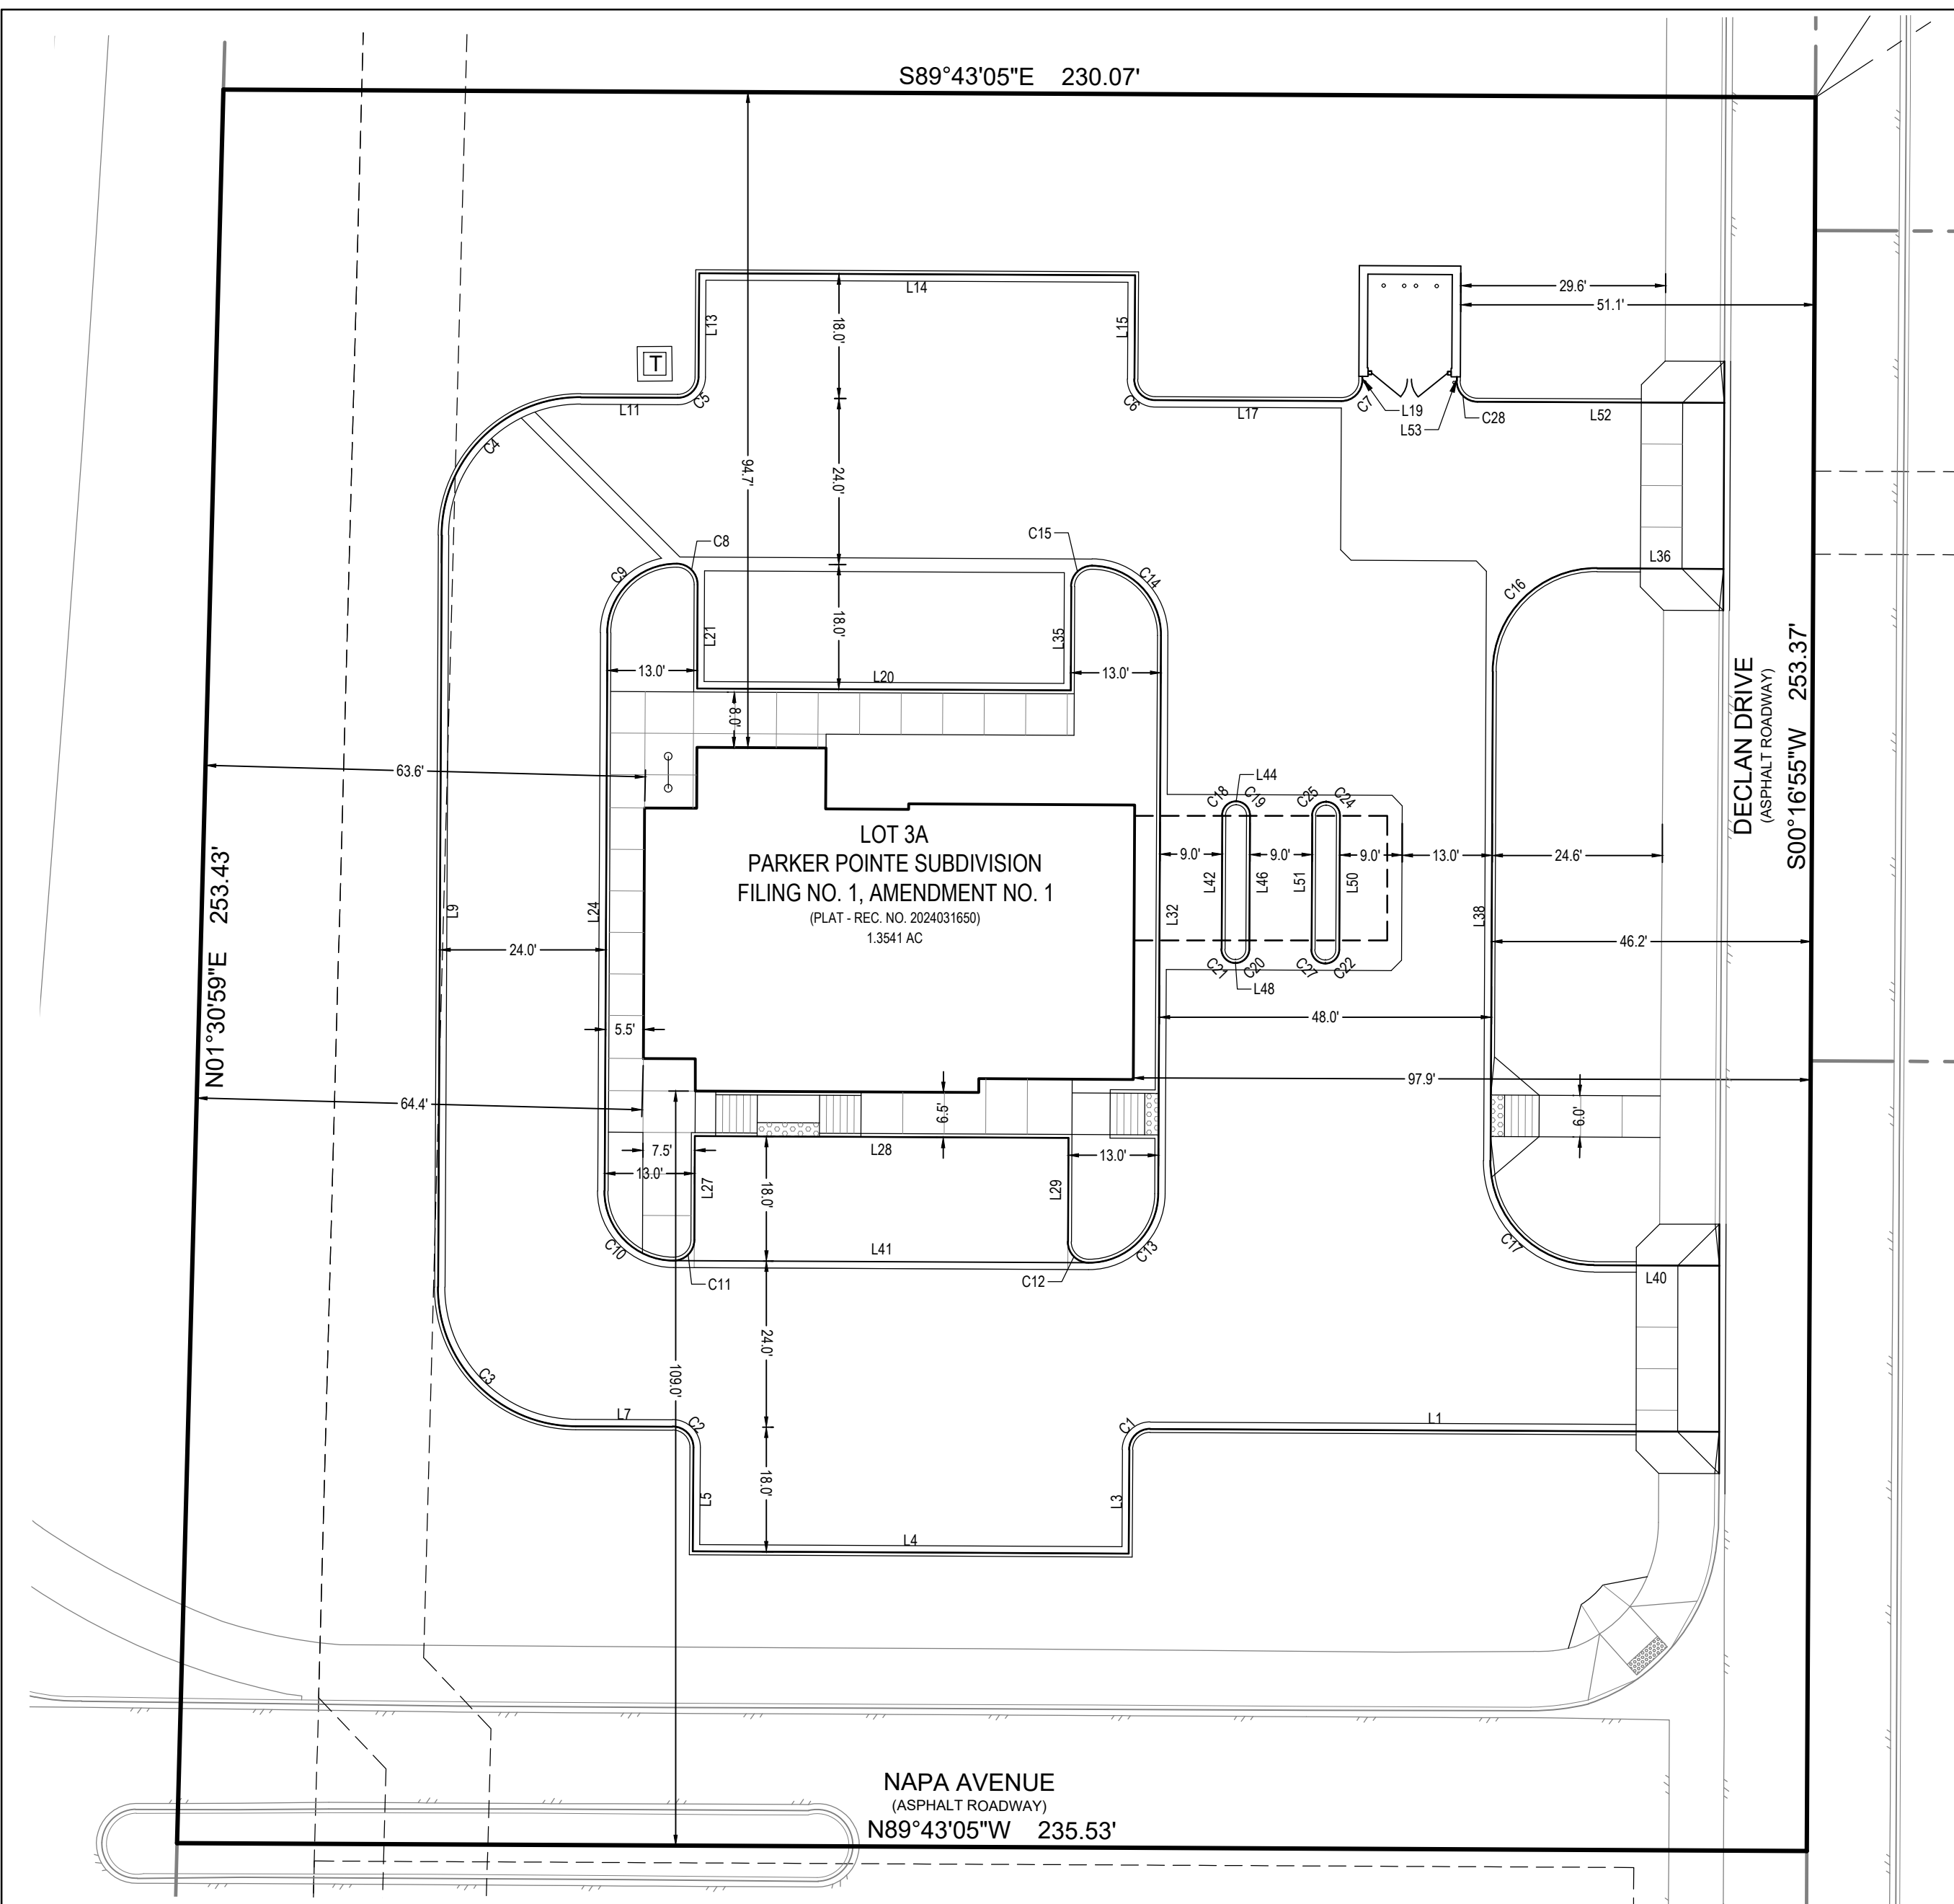 S89°43'05"E 230.07'
L14
29.6'
51.1'
L13
18.0'
L15
T
C5
L11
C6
L17
C7
L19
L53
C28
L52
C4
94.7'
24.0'
C8
C15
C9
C14
L36
C16
18.0'
L21
L35
13.0'
L20
13.0'
8.0'
63.6'
L44
C18
C19
C25
C24
DECLAN DRIVE
(ASPHALT ROADWAY)
S00°16'55"W 253.37'
LOT 3A
PARKER POINTE SUBDIVISION
FILING NO. 1, AMENDMENT NO. 1
(PLAT - REC. NO. 2024031650)
1.3541 AC
9.0'
9.0'
9.0'
13.0'
24.6'
L42
L46
L51
L50
N01°30'59"E 253.43'
L9
L24
L32
L38
24.0'
46.2'
C21
C20
C27
C22
L48
5.5'
48.0'
97.9'
64.4'
6.5'
6.0'
7.5'
L28
13.0'
13.0'
L27
18.0'
L29
C10
L41
C13
C17
C11
C12
L40
24.0'
109.0'
C3
L7
C2
C1
L1
L5
18.0'
L3
L4
NAPA AVENUE
(ASPHALT ROADWAY)
N89°43'05"W 235.53'